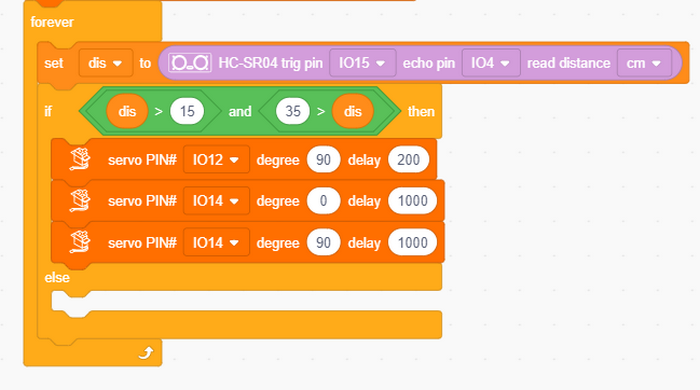 forever
set dis to HC-SR04 trig pin IO15 echo pin IO4 read distance cm
if dis > 15 and 35 > dis then
servo PIN# IO12 degree 90 delay 200
servo PIN# IO14 degree 0 delay 1000
servo PIN# IO14 degree 90 delay 1000
else